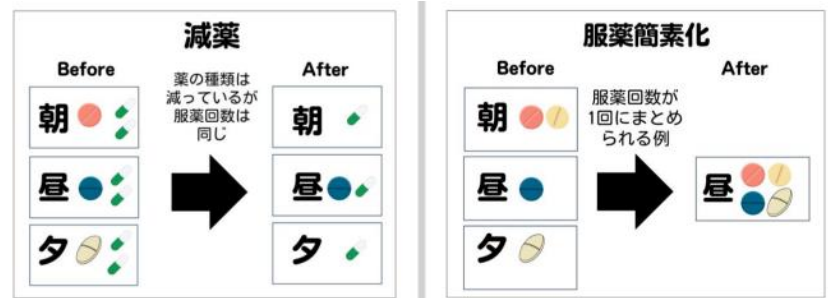 減薬
Before
After
薬の種類は
減っているが
服薬回数は
同じ
朝
昼
夕
朝
昼
夕
服薬簡素化
Before
After
服薬回数が
1回にまとめ
られる例
朝
昼
夕
昼